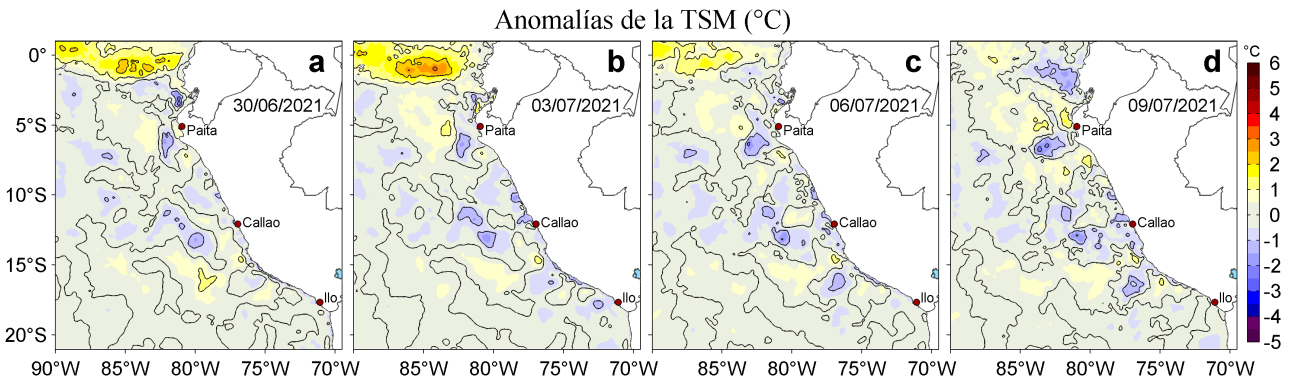 Anomalías de la TSM (°C)
a
b
c
d
30/06/2021
03/07/2021
06/07/2021
09/07/2021
Paita
Paita
Paita
Paita
Callao
Callao
Callao
Callao
Ilo
Ilo
Ilo
Ilo
0°
5°S
10°S
15°S
20°S
90°W 85°W 80°W 75°W 70°W
85°W 80°W 75°W 70°W
85°W 80°W 75°W 70°W
85°W 80°W 75°W 70°W
°C
6
5
4
3
2
1
0
-1
-2
-3
-4
-5